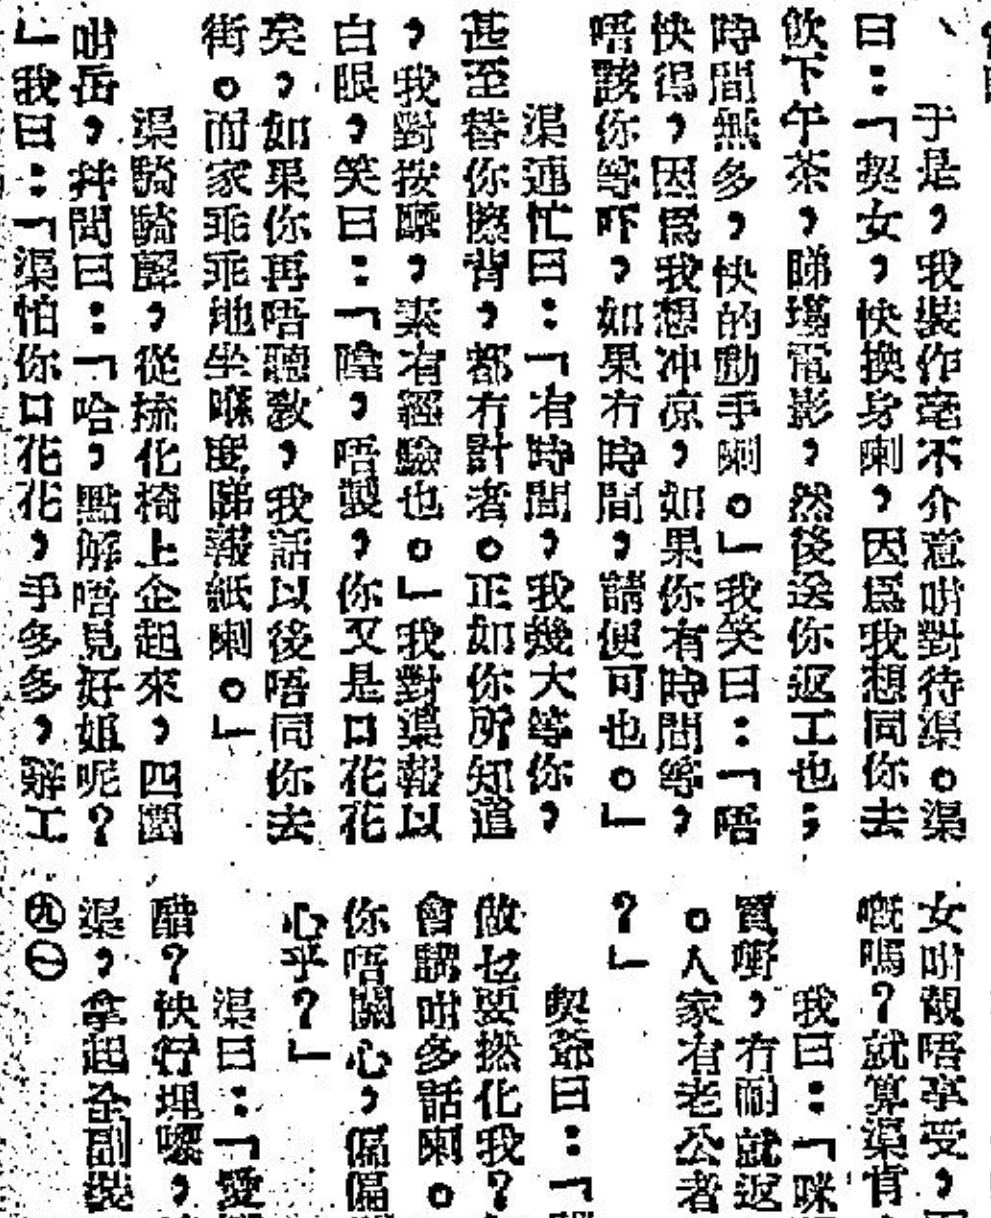 于是，我裝作毫不介意咁對待渠。渠
曰：「契女，快換身喇，因爲我想同你去
飲下午茶，睇塲電影，然後送你返工也；
時間無多，快的動手喇。」我笑曰：「唔
快得，因爲我想冲凉，如果你有時間等，
唔該你等吓，如果冇時間，請便可也。」
渠連忙曰：「有時間，我幾大等你，
甚至替你擦背，都冇計者。正如你所知道
，我對按摩，素有經驗也。」我對渠報以
白眼，笑曰：「陰，唔製，你又是口花花
矣，如果你再唔聽教，我話以後唔同你去
街。而家乖乖地坐喺度睇報紙喇。」
渠騎騎聲，從梳化椅上企起來，四圍
咁岳，幷問曰：「哈，點解唔見好姐呢？
」我曰：「渠怕你口花花，手多多，辭工
女咁靚唔享受，
嘅嗎？就算渠肯
我曰：「咪
買嘢，冇耐就返
。人家有老公者
？」
契爺曰：「
做乜要撚化我？
會認咁多話喇。
你唔關心，偏偏
心乎？」
渠曰：「愛
醋？快行埋嚟，
渠，拿起全副裝
㊈㊀